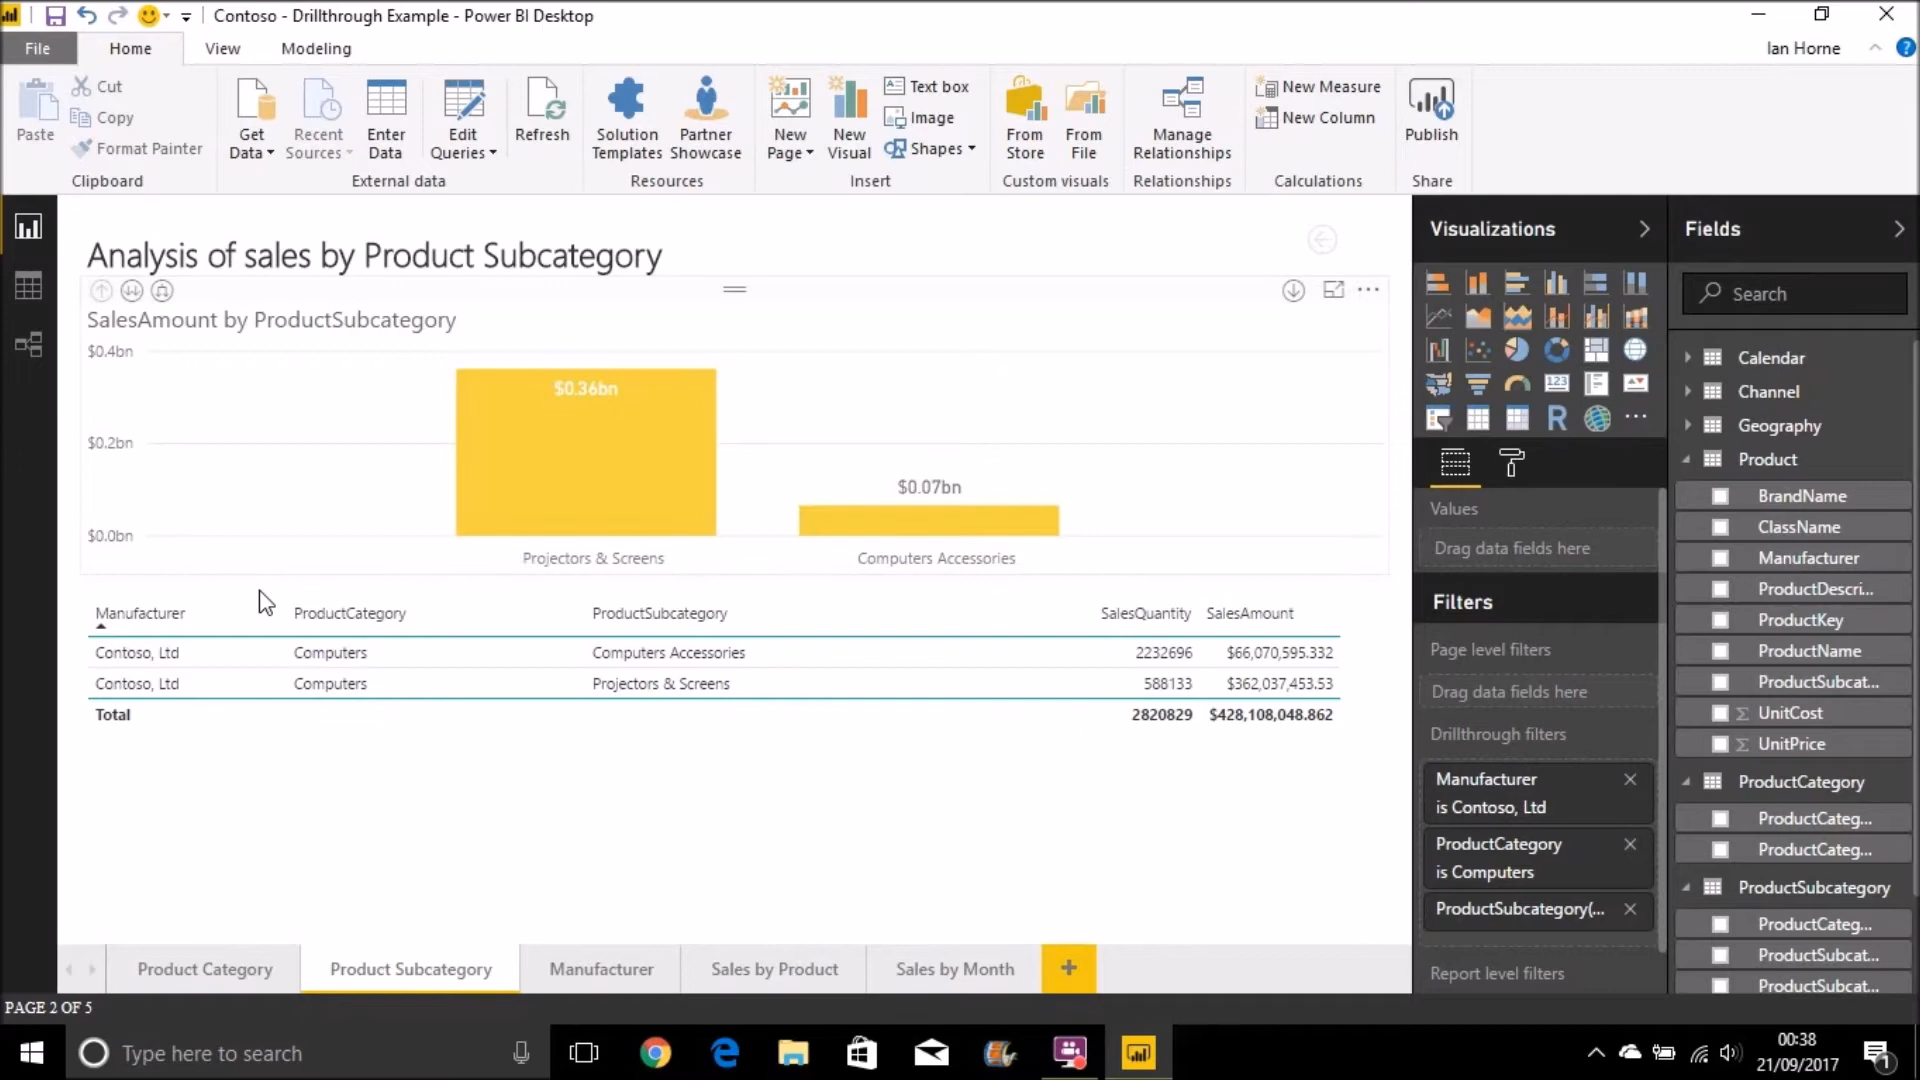 Contoso - Drillthrough Example - Power BI Desktop
File Home View Modeling Ian Horne ?
Paste
Cut
Copy
Format Painter
Clipboard
Get Data
Recent Sources
Enter Data
Edit Queries
External data
Refresh
Solution Templates
Partner Showcase
Resources
New Page
New Visual
Text box
Image
Shapes
Insert
From Store
From File
Custom visuals
Manage Relationships
Relationships
New Measure
New Column
Calculations
Publish
Share
Analysis of sales by Product Subcategory
SalesAmount by ProductSubcategory
$0.4bn
$0.2bn
$0.0bn
$0.36bn
$0.07bn
Projectors & Screens
Computers Accessories
Manufacturer ProductCategory ProductSubcategory SalesQuantity SalesAmount
Contoso, Ltd Computers Computers Accessories 2232696 $66,070,595.332
Contoso, Ltd Computers Projectors & Screens 588133 $362,037,453.53
Total 2820829 $428,108,048.862
Visualizations
123
R
Values
Drag data fields here
Filters
Page level filters
Drag data fields here
Drillthrough filters
Manufacturer
is Contoso, Ltd
ProductCategory
is Computers
ProductSubcategory(...
Report level filters
Fields
Search
Calendar
Channel
Geography
Product
BrandName
ClassName
Manufacturer
ProductDescri...
ProductKey
ProductName
ProductSubcat...
Σ UnitCost
Σ UnitPrice
ProductCategory
ProductCateg...
ProductCateg...
ProductSubcategory
ProductCateg...
ProductSubcat...
ProductSubcat...
Product Category Product Subcategory Manufacturer Sales by Product Sales by Month +
PAGE 2 OF 5
Type here to search
00:38
21/09/2017
1